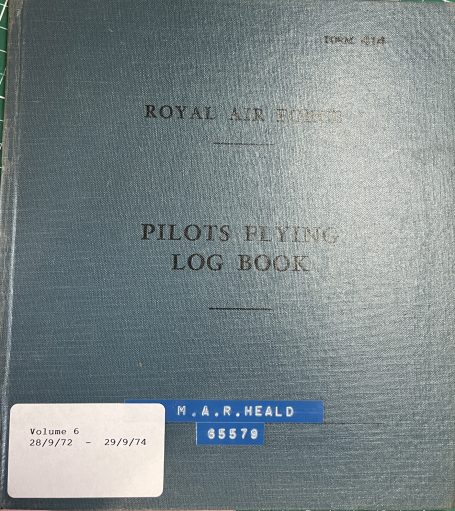 FORM 414
ROYAL AIR FORCE
PILOTS FLYING
LOG BOOK
M.A.R.HEALD
65579
Volume 6
28/9/72 - 29/9/74